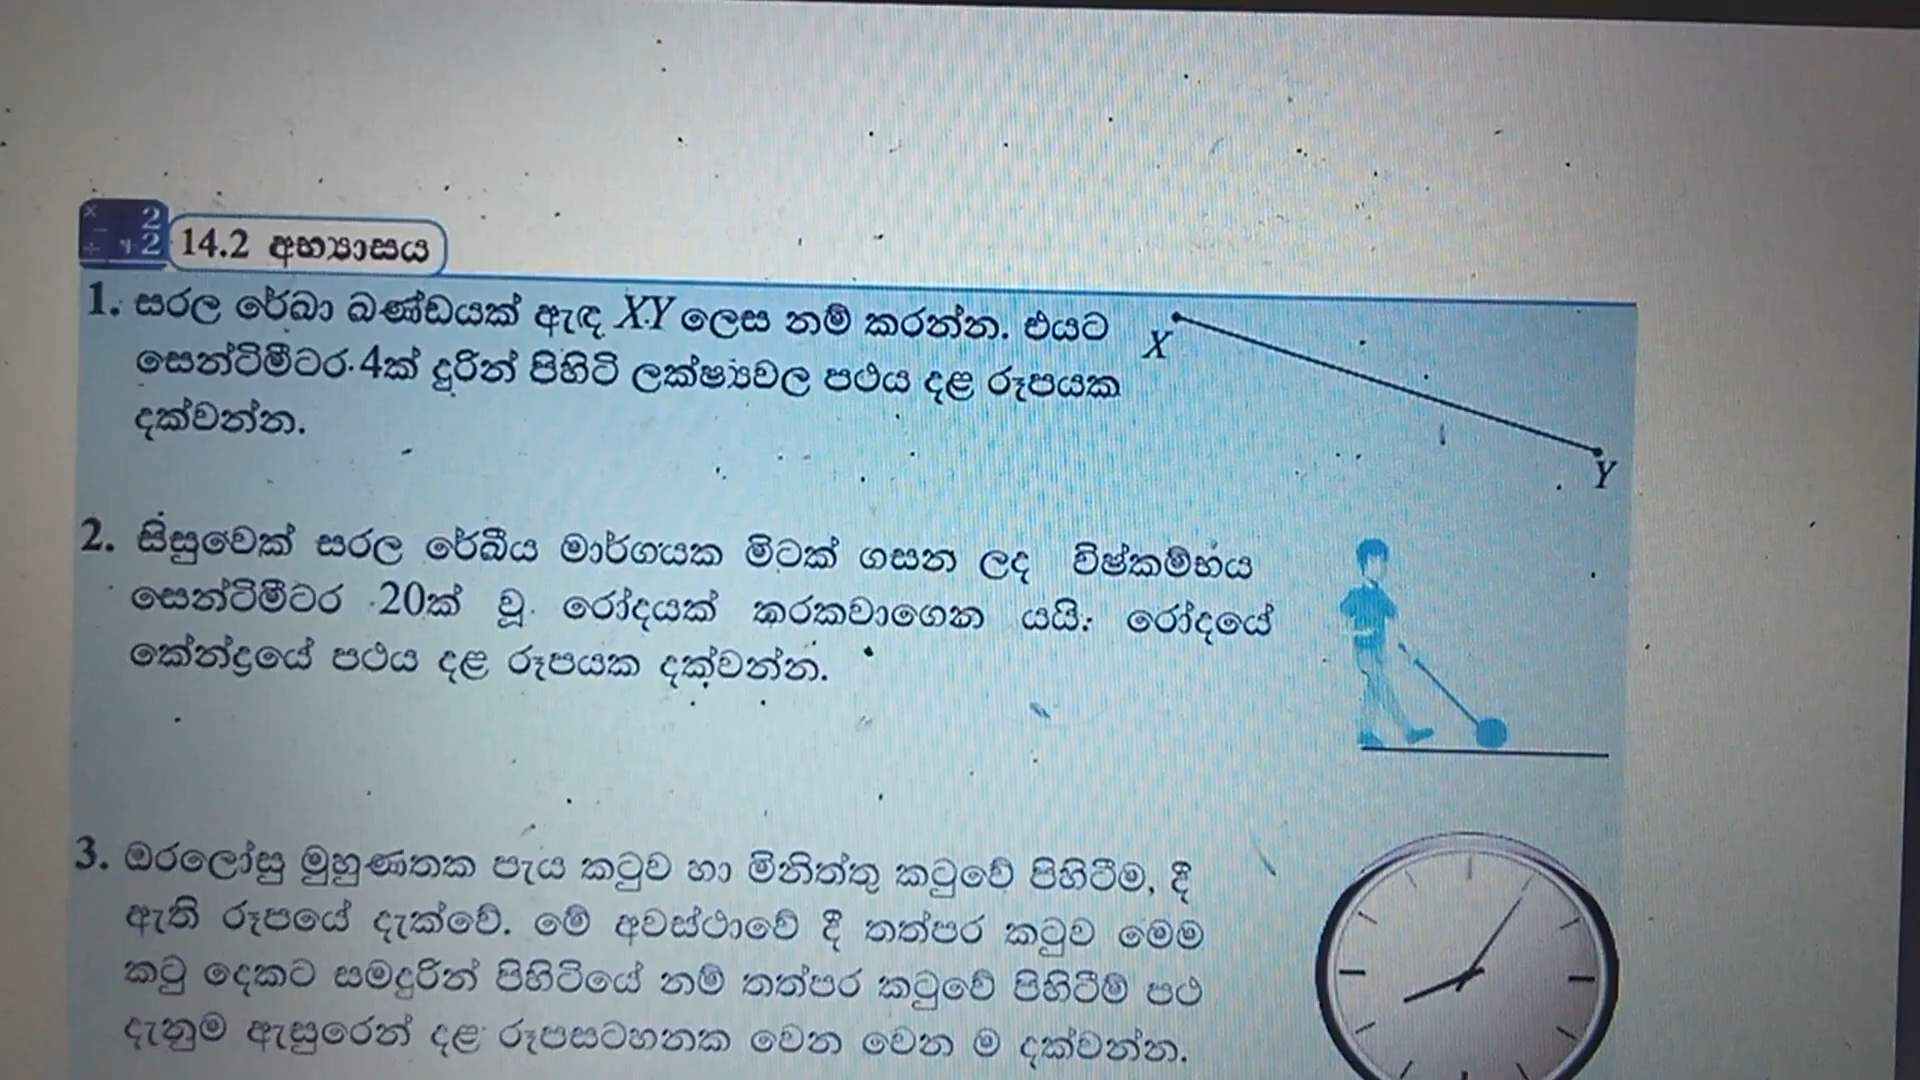 14.2 අභ්‍යාසය
1. සරල රේඛා ඛණ්ඩයක් ඇඳ XY ලෙස නම් කරන්න. එයට
සෙන්ටිමීටර 4ක් දුරින් පිහිටි ලක්ෂ්‍යවල පථය දළ රූපයක
දක්වන්න.
X
Y
2. සිසුවෙක් සරල රේඛීය මාර්ගයක මිටක් ගසන ලද විෂ්කම්භය
සෙන්ටිමීටර 20ක් වූ රෝදයක් කරකවාගෙන යයි. රෝදයේ
කේන්ද්‍රයේ පථය දළ රූපයක දක්වන්න.
3. ඔරලෝසු මුහුණතක පැය කටුව හා මිනිත්තු කටුවේ පිහිටීම, දී
ඇති රූපයේ දැක්වේ. මේ අවස්ථාවේ දී තත්පර කටුව මෙම
කටු දෙකට සමදුරින් පිහිටියේ නම් තත්පර කටුවේ පිහිටීම් පථ
දැනුම ඇසුරෙන් දළ රූපසටහනක වෙන වෙන ම දක්වන්න.